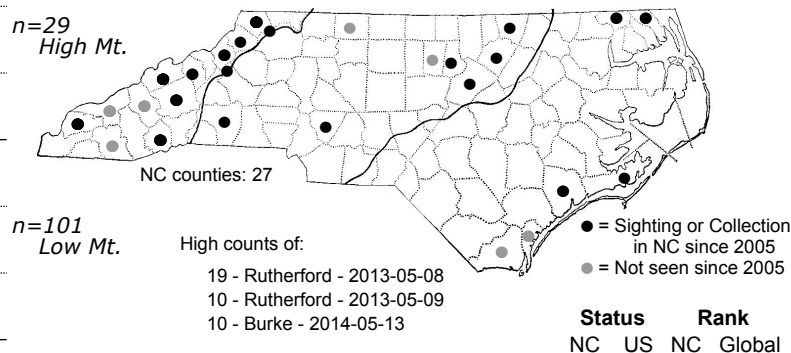 n=29
High Mt.
NC counties: 27
n=101
Low Mt.
High counts of:
19 - Rutherford - 2013-05-08
10 - Rutherford - 2013-05-09
10 - Burke - 2014-05-13
● = Sighting or Collection
in NC since 2005
● = Not seen since 2005
Status Rank
NC US NC Global